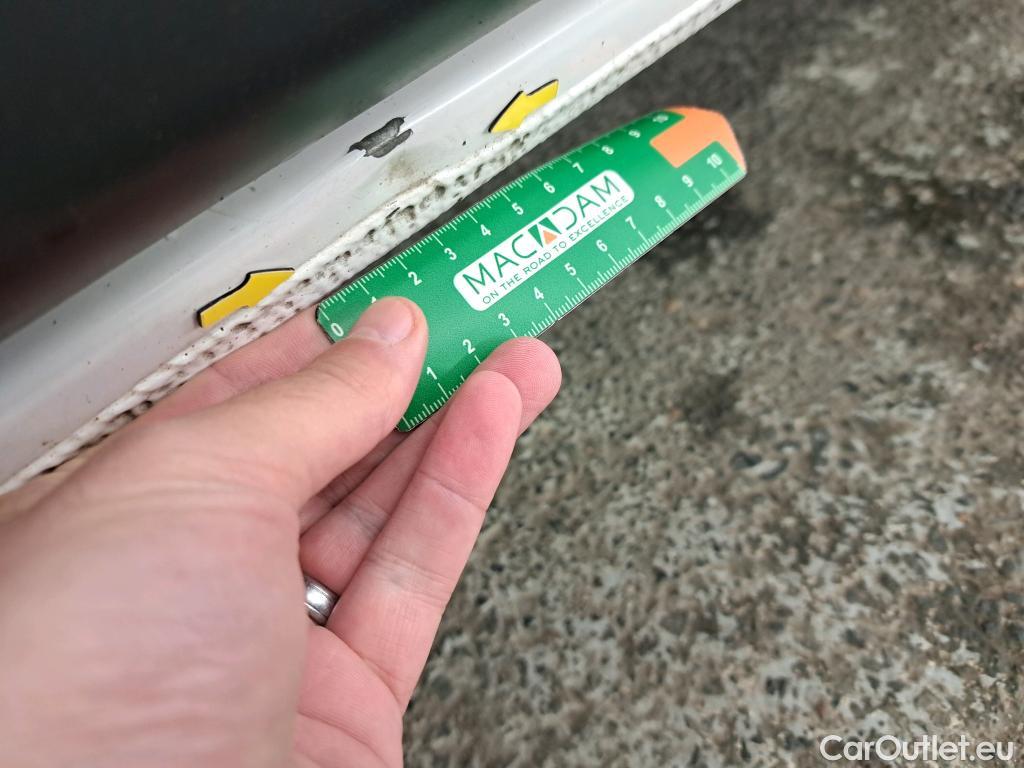 0 1 2 3 4 5 6 7 8 9 10
MACADAM
ON THE ROAD TO EXCELLENCE
1 2 3 4 5 6 7 8 9 10
CarOutlet.eu